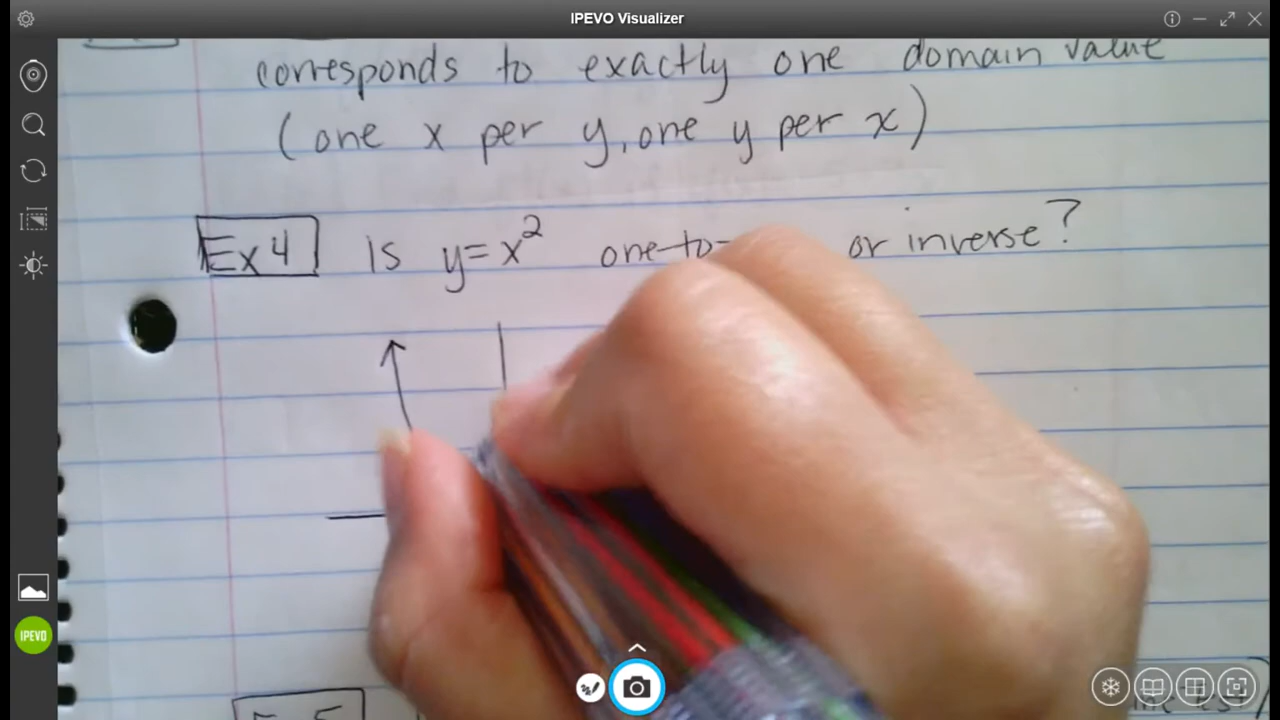 IPEVO Visualizer
corresponds to exactly one domain value
(one x per y, one y per x)
Ex 4 Is y=x² one-to- or inverse?
IPEVO